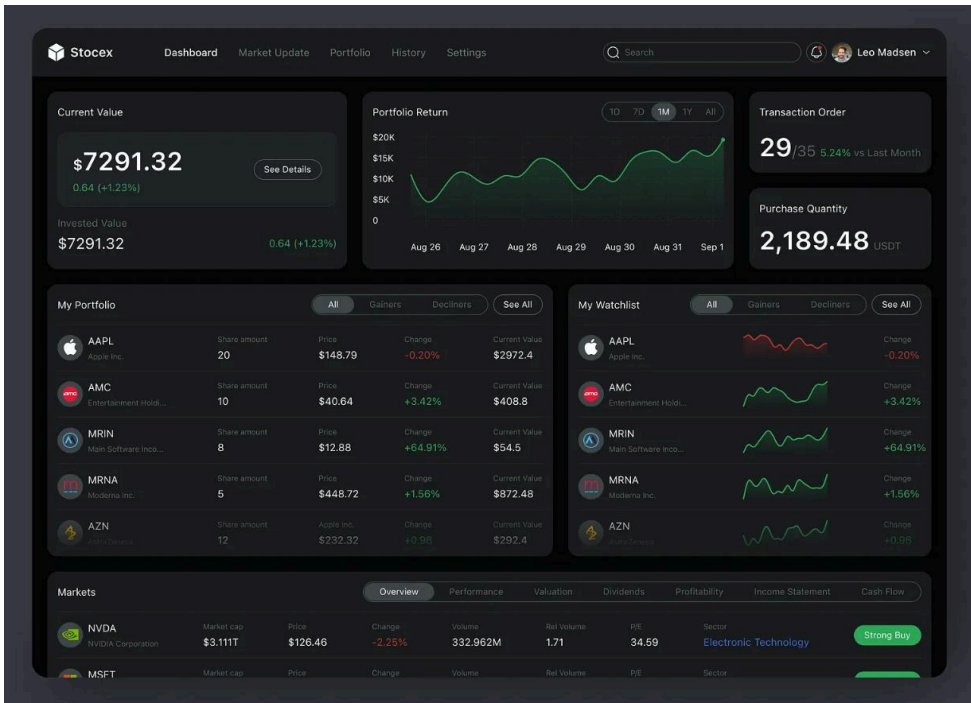 Stocex
Dashboard Market Update Portfolio History Settings
Search
Leo Madsen
Current Value
$7291.32
0.64 (+1.23%)
See Details
Invested Value
$7291.32 0.64 (+1.23%)
Portfolio Return
1D 7D 1M 1Y All
$20K
$15K
$10K
$5K
0
Aug 26 Aug 27 Aug 28 Aug 29 Aug 30 Aug 31 Sep 1
Transaction Order
29/35 5.24% vs Last Month
Purchase Quantity
2,189.48 USDT
My Portfolio All Gainers Decliners See All
AAPL Share amount Price Change Current Value
Apple Inc. 20 $148.79 -0.20% $2972.4
AMC Share amount Price Change Current Value
Entertainment Holdi... 10 $40.64 +3.42% $408.8
MRIN Share amount Price Change Current Value
Main Software Inco... 8 $12.88 +64.91% $54.5
MRNA Share amount Price Change Current Value
Moderna Inc. 5 $448.72 +1.56% $872.48
AZN Share amount Apple Inc. Change Current Value
12 $232.32 +0.96 $292.4
My Watchlist All Gainers Decliners See All
AAPL Change
Apple Inc. -0.20%
AMC Change
Entertainment Holdi... +3.42%
MRIN Change
Main Software Inco... +64.91%
MRNA Change
Moderna Inc. +1.56%
AZN Change
+0.96
Markets Overview Performance Valuation Dividends Profitability Income Statement Cash Flow
NVDA Market cap Price Change Volume Rel Volume P/E Sector
NVIDIA Corporation $3.111T $126.46 -2.25% 332.962M 1.71 34.59 Electronic Technology Strong Buy
MSFT Market cap Price Change Volume Rel Volume P/E Sector